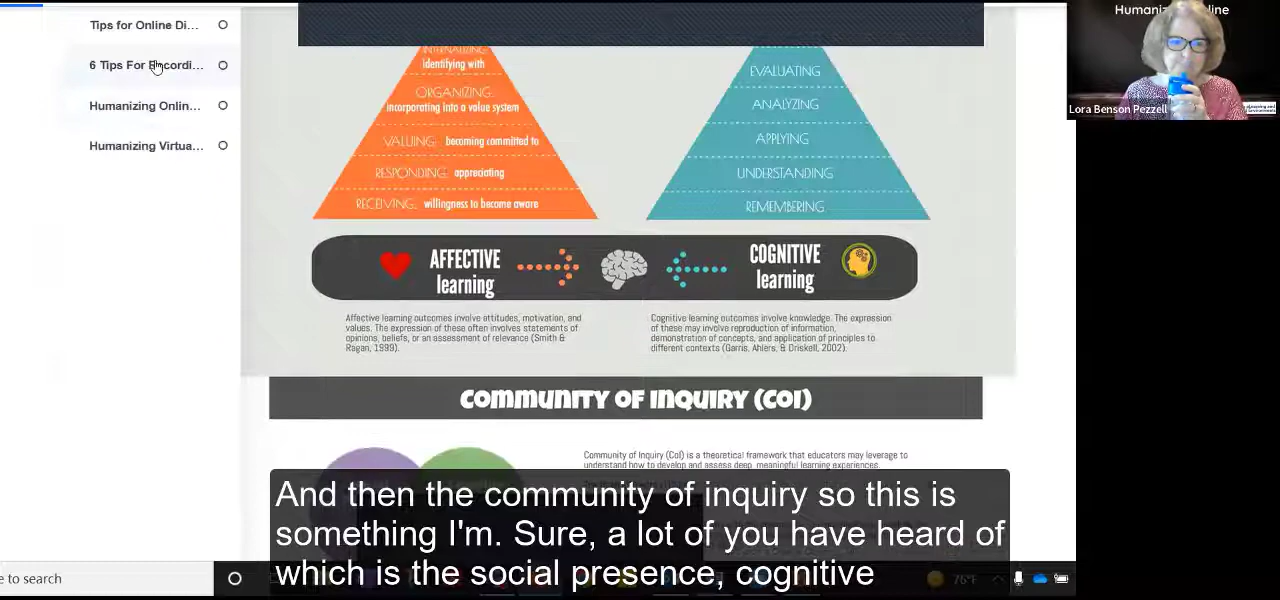 Tips for Online Di...
6 Tips For Recordi...
Humanizing Onlin...
Humanizing Virtua...
INTERNALIZING:
identifying with
ORGANIZING:
incorporating into a value system
VALUING: becoming committed to
RESPONDING: appreciating
RECEIVING: willingness to become aware
EVALUATING
ANALYZING
APPLYING
UNDERSTANDING
REMEMBERING
AFFECTIVE
learning
COGNITIVE
learning
Affective learning outcomes involve attitudes, motivation, and
values. The expression of these often involves statements of
opinions, beliefs, or an assessment of relevance (Smith &
Ragan, 1999).
Cognitive learning outcomes involve knowledge. The expression
of these may involve reproduction of information,
demonstration of concepts, and application of principles to
different contexts (Garris, Ahlers, & Driskell, 2002).
COMMUNITY OF INQUIRY (COI)
Community of Inquiry (CoI) is a theoretical framework that educators may leverage to
understand how to develop and assess deep, meaningful learning experiences.
And then the community of inquiry so this is
something I'm. Sure, a lot of you have heard of
which is the social presence, cognitive
e to search
76°F
Lora Benson Pezzell